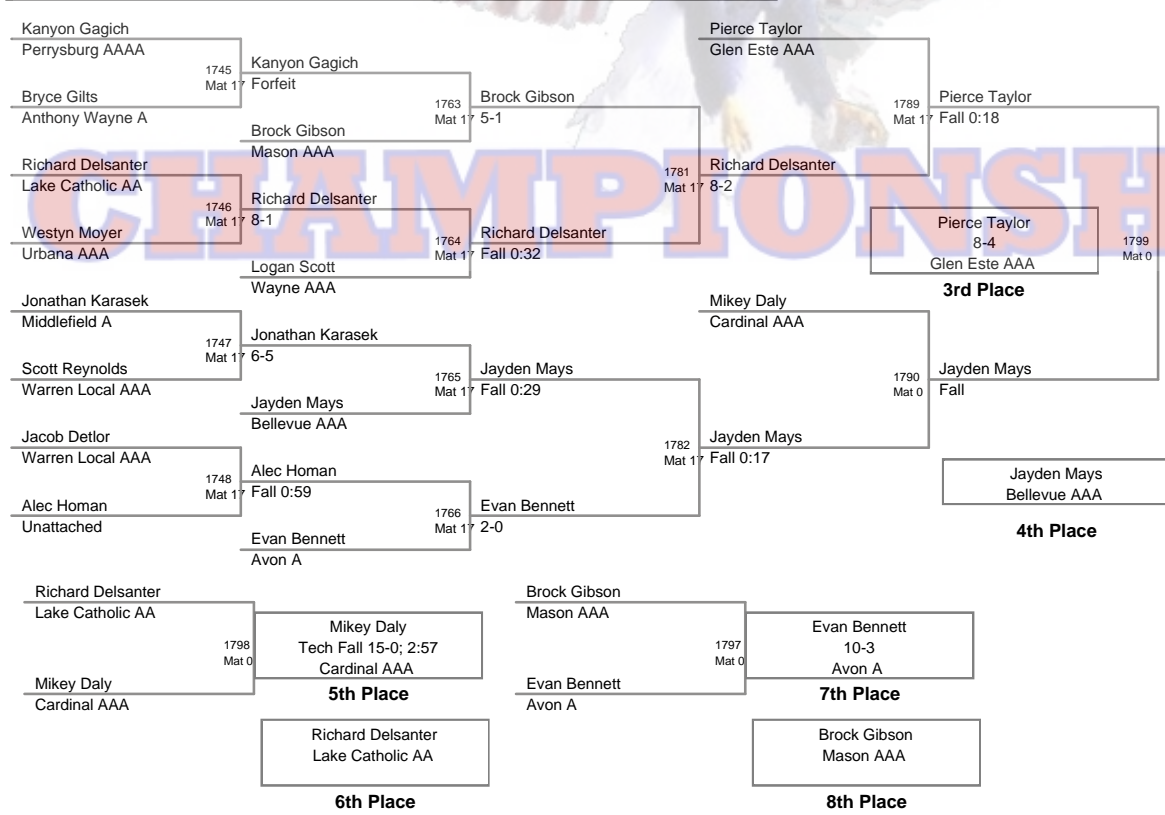 Kanyon Gagich
Perrysburg AAAA
1745
Mat 17
Bryce Gilts
Anthony Wayne A
Kanyon Gagich
Forfeit
1763
Mat 17
Brock Gibson
Mason AAA
Brock Gibson
5-1
Richard Delsanter
Lake Catholic AA
1746
Mat 17
Westyn Moyer
Urbana AAA
Richard Delsanter
8-1
1764
Mat 17
Logan Scott
Wayne AAA
Richard Delsanter
Fall 0:32
1781
Mat 17
Richard Delsanter
8-2
Pierce Taylor
Glen Este AAA
1789
Mat 17
Pierce Taylor
Fall 0:18
CHAMPIONSH
Pierce Taylor
8-4
Glen Este AAA
3rd Place
1799
Mat 0
Jonathan Karasek
Middlefield A
1747
Mat 17
Scott Reynolds
Warren Local AAA
Jonathan Karasek
6-5
1765
Mat 17
Jayden Mays
Bellevue AAA
Jayden Mays
Fall 0:29
Jacob Detlor
Warren Local AAA
1748
Mat 17
Alec Homan
Unattached
Alec Homan
Fall 0:59
1766
Mat 17
Evan Bennett
Avon A
Evan Bennett
2-0
1782
Mat 17
Jayden Mays
Fall 0:17
Mikey Daly
Cardinal AAA
1790
Mat 0
Jayden Mays
Fall
Jayden Mays
Bellevue AAA
4th Place
Richard Delsanter
Lake Catholic AA
1798
Mat 0
Mikey Daly
Cardinal AAA
Mikey Daly
Tech Fall 15-0; 2:57
Cardinal AAA
5th Place
Richard Delsanter
Lake Catholic AA
6th Place
Brock Gibson
Mason AAA
1797
Mat 0
Evan Bennett
Avon A
Evan Bennett
10-3
Avon A
7th Place
Brock Gibson
Mason AAA
8th Place